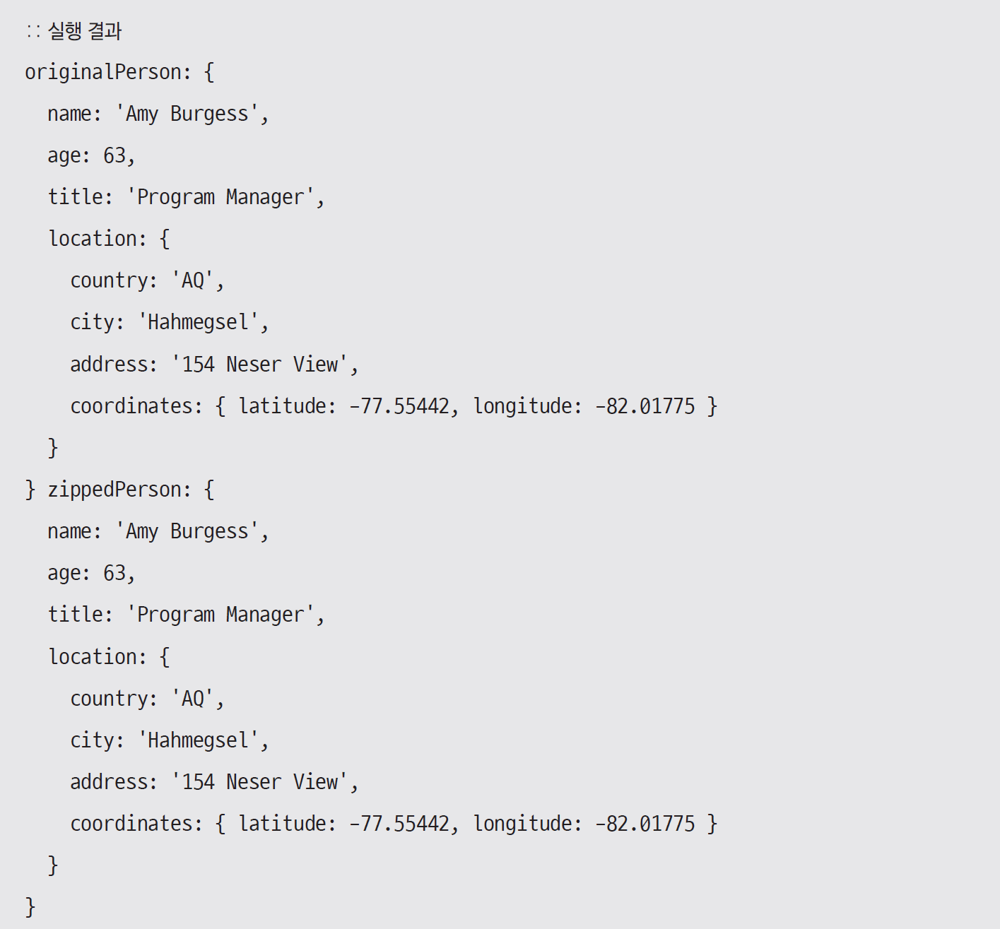 :: 실행 결과
originalPerson: {
  name: 'Amy Burgess',
  age: 63,
  title: 'Program Manager',
  location: {
    country: 'AQ',
    city: 'Hahmegsel',
    address: '154 Neser View',
    coordinates: { latitude: -77.55442, longitude: -82.01775 }
  }
} zippedPerson: {
  name: 'Amy Burgess',
  age: 63,
  title: 'Program Manager',
  location: {
    country: 'AQ',
    city: 'Hahmegsel',
    address: '154 Neser View',
    coordinates: { latitude: -77.55442, longitude: -82.01775 }
  }
}